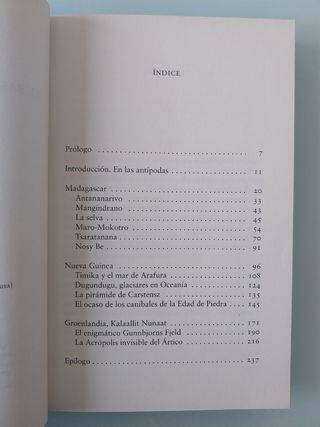 ÍNDICE
Prólogo . . . . . . . . . . . . . . . . . . . . . . . . . . . . . . 7
Introducción. En las antípodas . . . . . . . . . . . . . . . . . . 11
Madagascar . . . . . . . . . . . . . . . . . . . . . . . . . . . . 20
Antananarivo . . . . . . . . . . . . . . . . . . . . . . . . . . . 33
Mangindrano . . . . . . . . . . . . . . . . . . . . . . . . . . . 43
La selva . . . . . . . . . . . . . . . . . . . . . . . . . . . . . 45
Maro-Mokotro . . . . . . . . . . . . . . . . . . . . . . . . . . . 54
Tsaratanana . . . . . . . . . . . . . . . . . . . . . . . . . . . 70
Nosy Be . . . . . . . . . . . . . . . . . . . . . . . . . . . . . 91
Nueva Guinea . . . . . . . . . . . . . . . . . . . . . . . . . . . 96
Timika y el mar de Arafura . . . . . . . . . . . . . . . . . . . . 108
Dugundugu, glaciares en Oceanía . . . . . . . . . . . . . . . . . 124
La pirámide de Carstensz . . . . . . . . . . . . . . . . . . . . . 135
El ocaso de los caníbales de la Edad de Piedra . . . . 145
Groenlandia, Kalaallit Nunaat . . . . . . . . . . . . . . . . . . 171
El enigmático Gunnbjorns Fjeld . . . . . . . . . . . . . . . . . . 190
La Acrópolis invisible del Ártico . . . . . . . . . . . . . . . . 216
Epílogo . . . . . . . . . . . . . . . . . . . . . . . . . . . . . 237
usa)